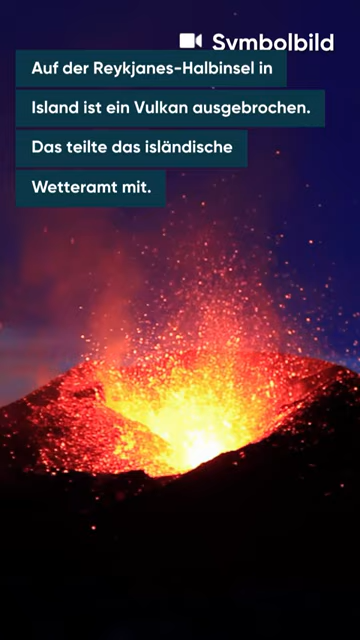 Symbolbild
Auf der Reykjanes-Halbinsel in
Island ist ein Vulkan ausgebrochen.
Das teilte das isländische
Wetteramt mit.